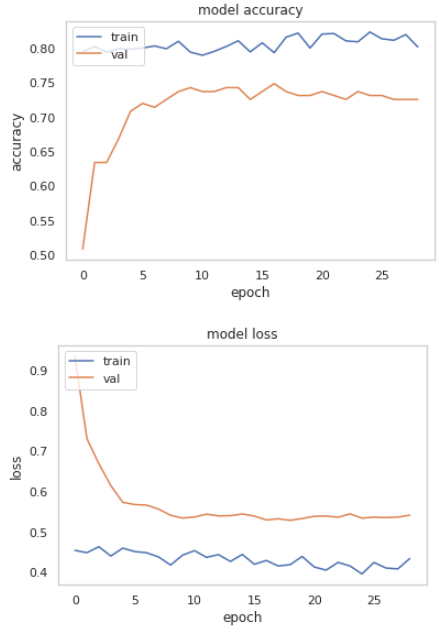 model accuracy
train
val
0.80
0.75
0.70
0.65
0.60
0.55
0.50
accuracy
0 5 10 15 20 25
epoch
model loss
train
val
0.9
0.8
0.7
0.6
0.5
0.4
loss
0 5 10 15 20 25
epoch